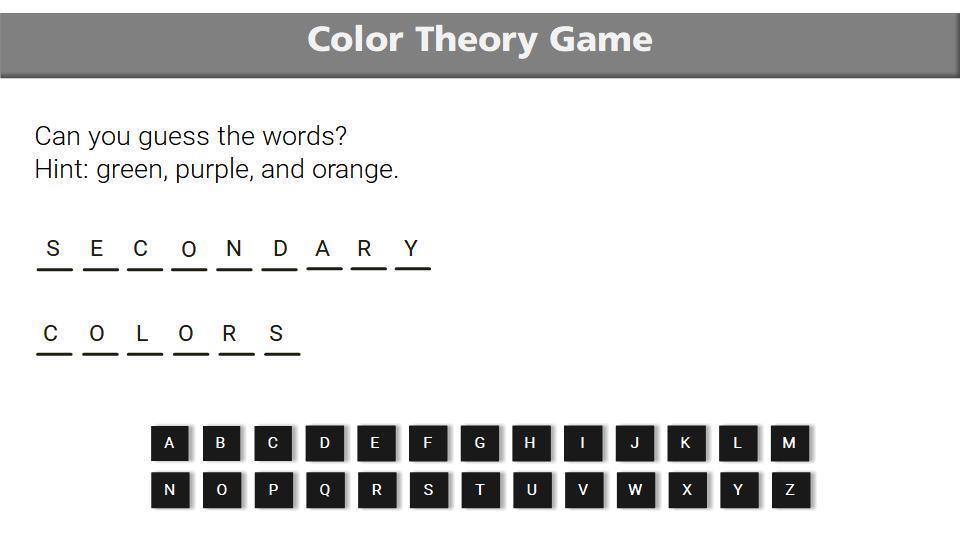 Color Theory Game
Can you guess the words?
Hint: green, purple, and orange.
S E C O N D A R Y
C O L O R S
A B C D E F G H I J K L M
N O P Q R S T U V W X Y Z